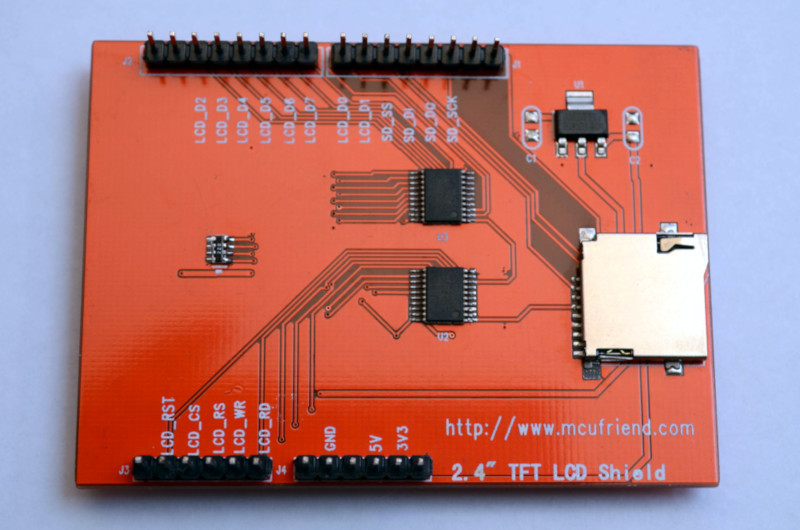 J2
J1
LCD_D2
LCD_D3
LCD_D4
LCD_D5
LCD_D6
LCD_D7
LCD_D0
LCD_D1
SD_SS
SD_DI
SD_DO
SD_SCK
U1
C1
C2
U3
U2
LCD_RST
LCD_CS
LCD_RS
LCD_WR
LCD_RD
GND
5V
3V3
http://www.mcufriend.com
J3
J4
2.4" TFT LCD Shield